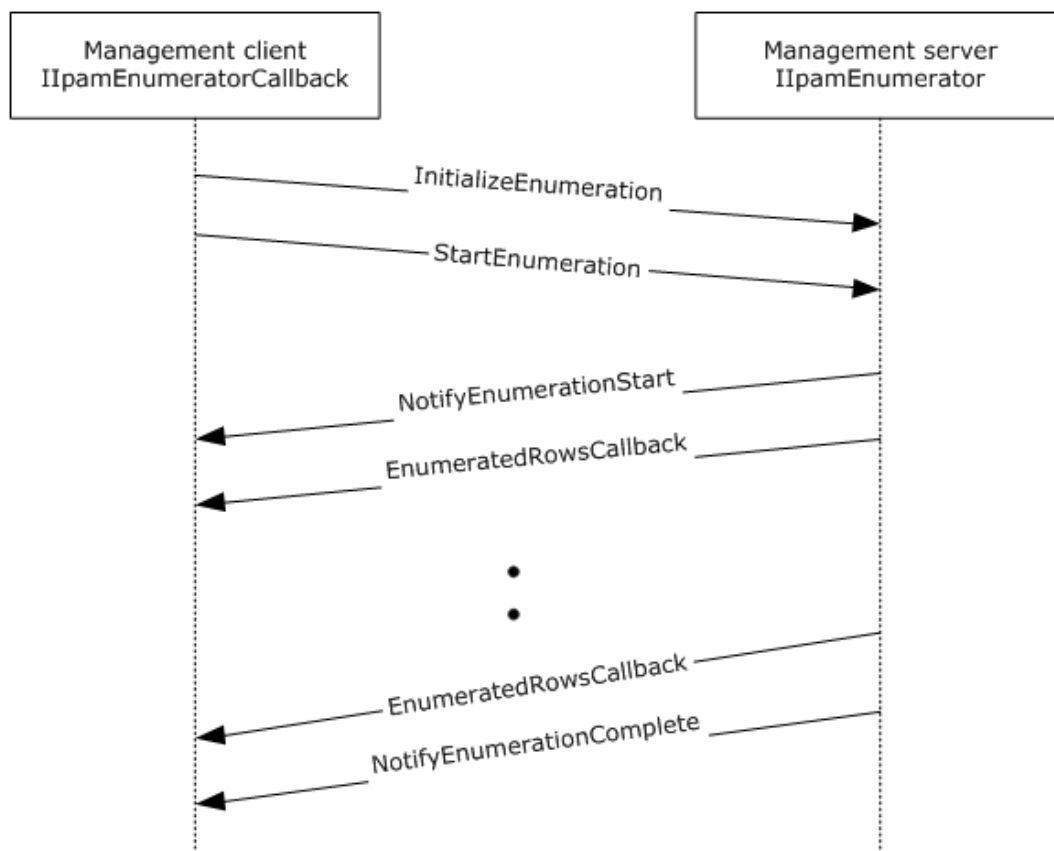 Management client
IIpamEnumeratorCallback
Management server
IIpamEnumerator
InitializeEnumeration
StartEnumeration
NotifyEnumerationStart
EnumeratedRowsCallback
EnumeratedRowsCallback
NotifyEnumerationComplete